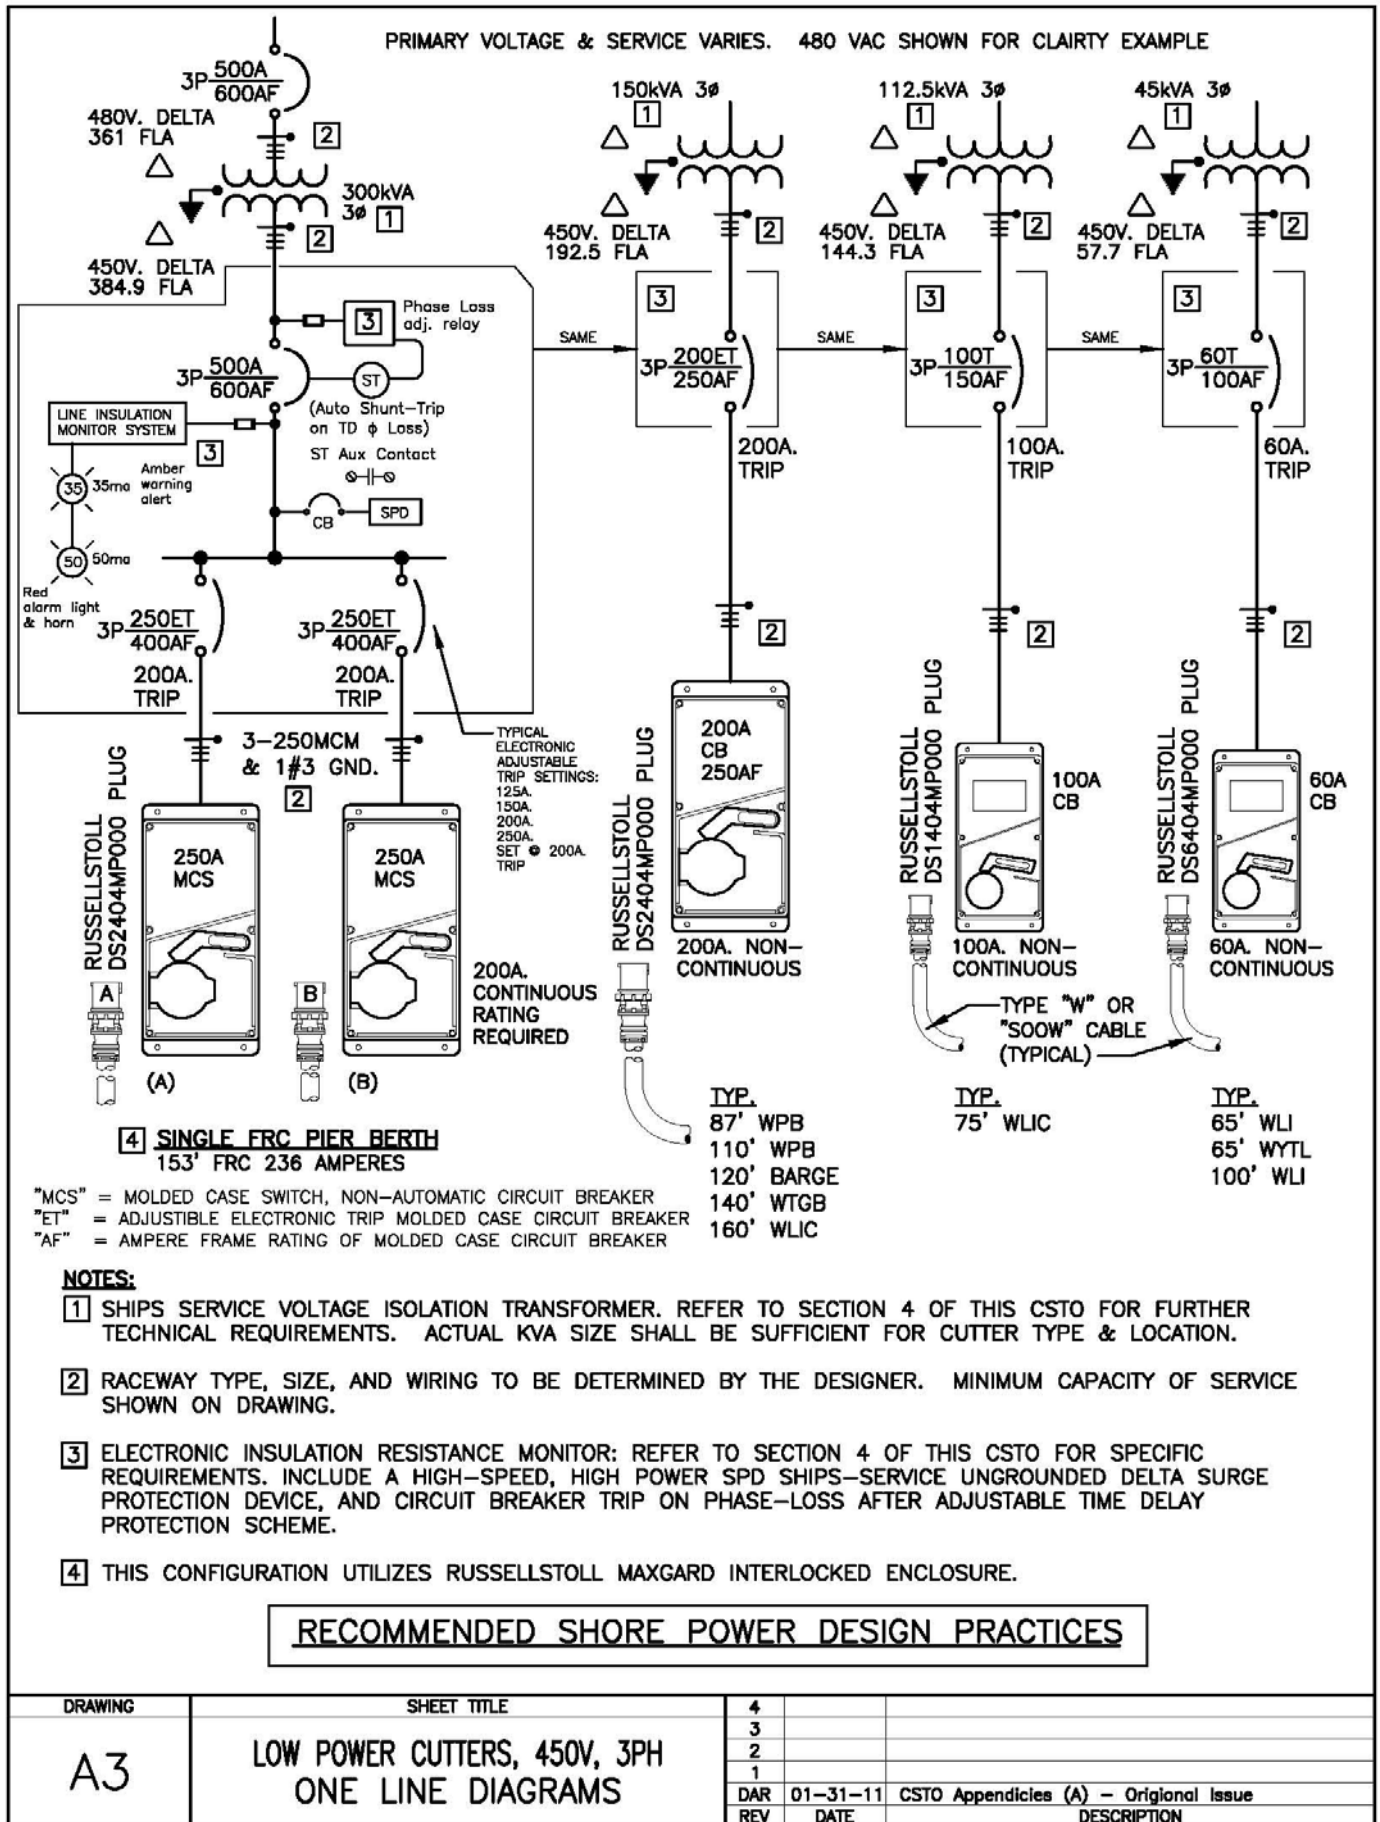 PRIMARY VOLTAGE & SERVICE VARIES. 480 VAC SHOWN FOR CLAIRTY EXAMPLE
3P 500A
600AF
480V. DELTA
361 FLA
2
300kVA
3ø 1
2
450V. DELTA
384.9 FLA
3
Phase Loss
adj. relay
3P 500A
600AF
ST
(Auto Shunt-Trip
on TD ϕ Loss)
ST Aux Contact
LINE INSULATION
MONITOR SYSTEM
3
35 35ma
Amber
warning
alert
CB
SPD
50 50ma
Red
alarm light
& horn
3P 250ET
400AF
200A.
TRIP
3P 250ET
400AF
200A.
TRIP
TYPICAL
ELECTRONIC
ADJUSTABLE
TRIP SETTINGS:
125A.
150A.
200A.
250A.
SET @ 200A.
TRIP
3-250MCM
& 1#3 GND.
2
RUSSELLSTOLL
DS2404MP000 PLUG
A
250A
MCS
(A)
B
250A
MCS
(B)
200A.
CONTINUOUS
RATING
REQUIRED
4 SINGLE FRC PIER BERTH
153' FRC 236 AMPERES
150kVA 3ø
1
450V. DELTA
192.5 FLA
2
SAME
3
3P 200ET
250AF
200A.
TRIP
2
RUSSELLSTOLL
DS2404MP000 PLUG
200A
CB
250AF
200A. NON-
CONTINUOUS
TYP.
87' WPB
110' WPB
120' BARGE
140' WTGB
160' WLIC
112.5kVA 3ø
1
450V. DELTA
144.3 FLA
2
SAME
3
3P 100T
150AF
100A.
TRIP
2
RUSSELLSTOLL
DS1404MP000 PLUG
100A
CB
100A. NON-
CONTINUOUS
TYPE "W" OR
"SOOW" CABLE
(TYPICAL)
TYP.
75' WLIC
45kVA 3ø
1
450V. DELTA
57.7 FLA
2
SAME
3
3P 60T
100AF
60A.
TRIP
2
RUSSELLSTOLL
DS6404MP000 PLUG
60A
CB
60A. NON-
CONTINUOUS
TYP.
65' WLI
65' WYTL
100' WLI
"MCS" = MOLDED CASE SWITCH, NON-AUTOMATIC CIRCUIT BREAKER
"ET" = ADJUSTIBLE ELECTRONIC TRIP MOLDED CASE CIRCUIT BREAKER
"AF" = AMPERE FRAME RATING OF MOLDED CASE CIRCUIT BREAKER
NOTES:
1 SHIPS SERVICE VOLTAGE ISOLATION TRANSFORMER. REFER TO SECTION 4 OF THIS CSTO FOR FURTHER
TECHNICAL REQUIREMENTS. ACTUAL KVA SIZE SHALL BE SUFFICIENT FOR CUTTER TYPE & LOCATION.
2 RACEWAY TYPE, SIZE, AND WIRING TO BE DETERMINED BY THE DESIGNER. MINIMUM CAPACITY OF SERVICE
SHOWN ON DRAWING.
3 ELECTRONIC INSULATION RESISTANCE MONITOR: REFER TO SECTION 4 OF THIS CSTO FOR SPECIFIC
REQUIREMENTS. INCLUDE A HIGH-SPEED, HIGH POWER SPD SHIPS-SERVICE UNGROUNDED DELTA SURGE
PROTECTION DEVICE, AND CIRCUIT BREAKER TRIP ON PHASE-LOSS AFTER ADJUSTABLE TIME DELAY
PROTECTION SCHEME.
4 THIS CONFIGURATION UTILIZES RUSSELLSTOLL MAXGARD INTERLOCKED ENCLOSURE.
RECOMMENDED SHORE POWER DESIGN PRACTICES
DRAWING
A3
SHEET TITLE
LOW POWER CUTTERS, 450V, 3PH
ONE LINE DIAGRAMS
4
3
2
1
DAR 01-31-11 CSTO Appendicies (A) - Origional Issue
REV DATE DESCRIPTION